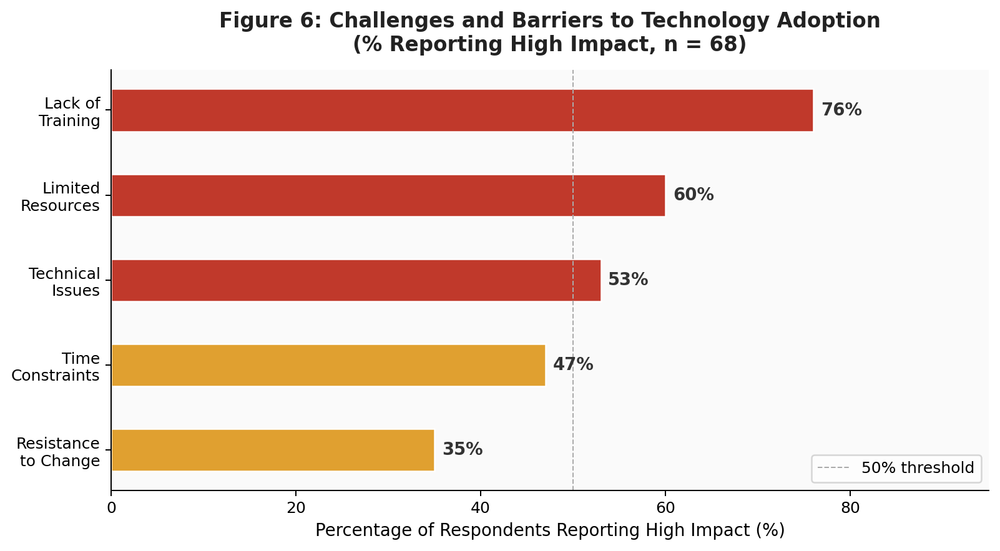 Figure 6: Challenges and Barriers to Technology Adoption
(% Reporting High Impact, n = 68)
Lack of
Training
76%
Limited
Resources
60%
Technical
Issues
53%
Time
Constraints
47%
Resistance
to Change
35%
50% threshold
0 20 40 60 80
Percentage of Respondents Reporting High Impact (%)